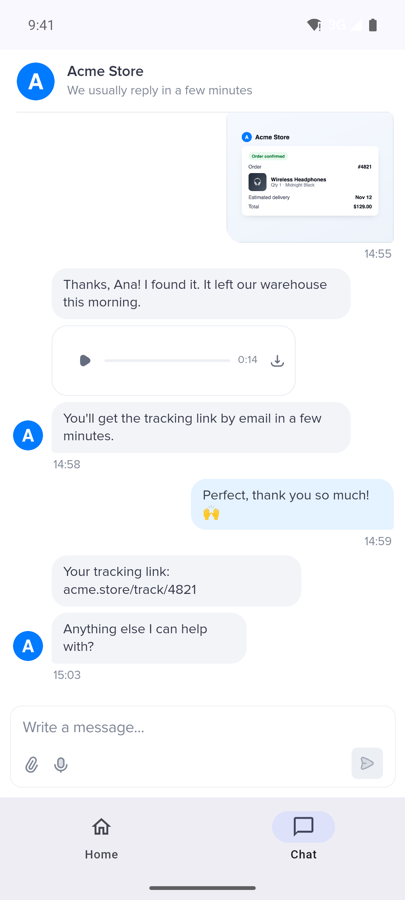 9:41
3G
A
Acme Store
We usually reply in a few minutes
A Acme Store
Order confirmed
Order #4821
Wireless Headphones
Qty 1 · Midnight Black
Estimated delivery Nov 12
Total $129.00
14:55
Thanks, Ana! I found it. It left our warehouse
this morning.
0:14
You'll get the tracking link by email in a few
minutes.
A
14:58
Perfect, thank you so much!
🙌
14:59
Your tracking link:
acme.store/track/4821
Anything else I can help
with?
A
15:03
Write a message...
Home
Chat